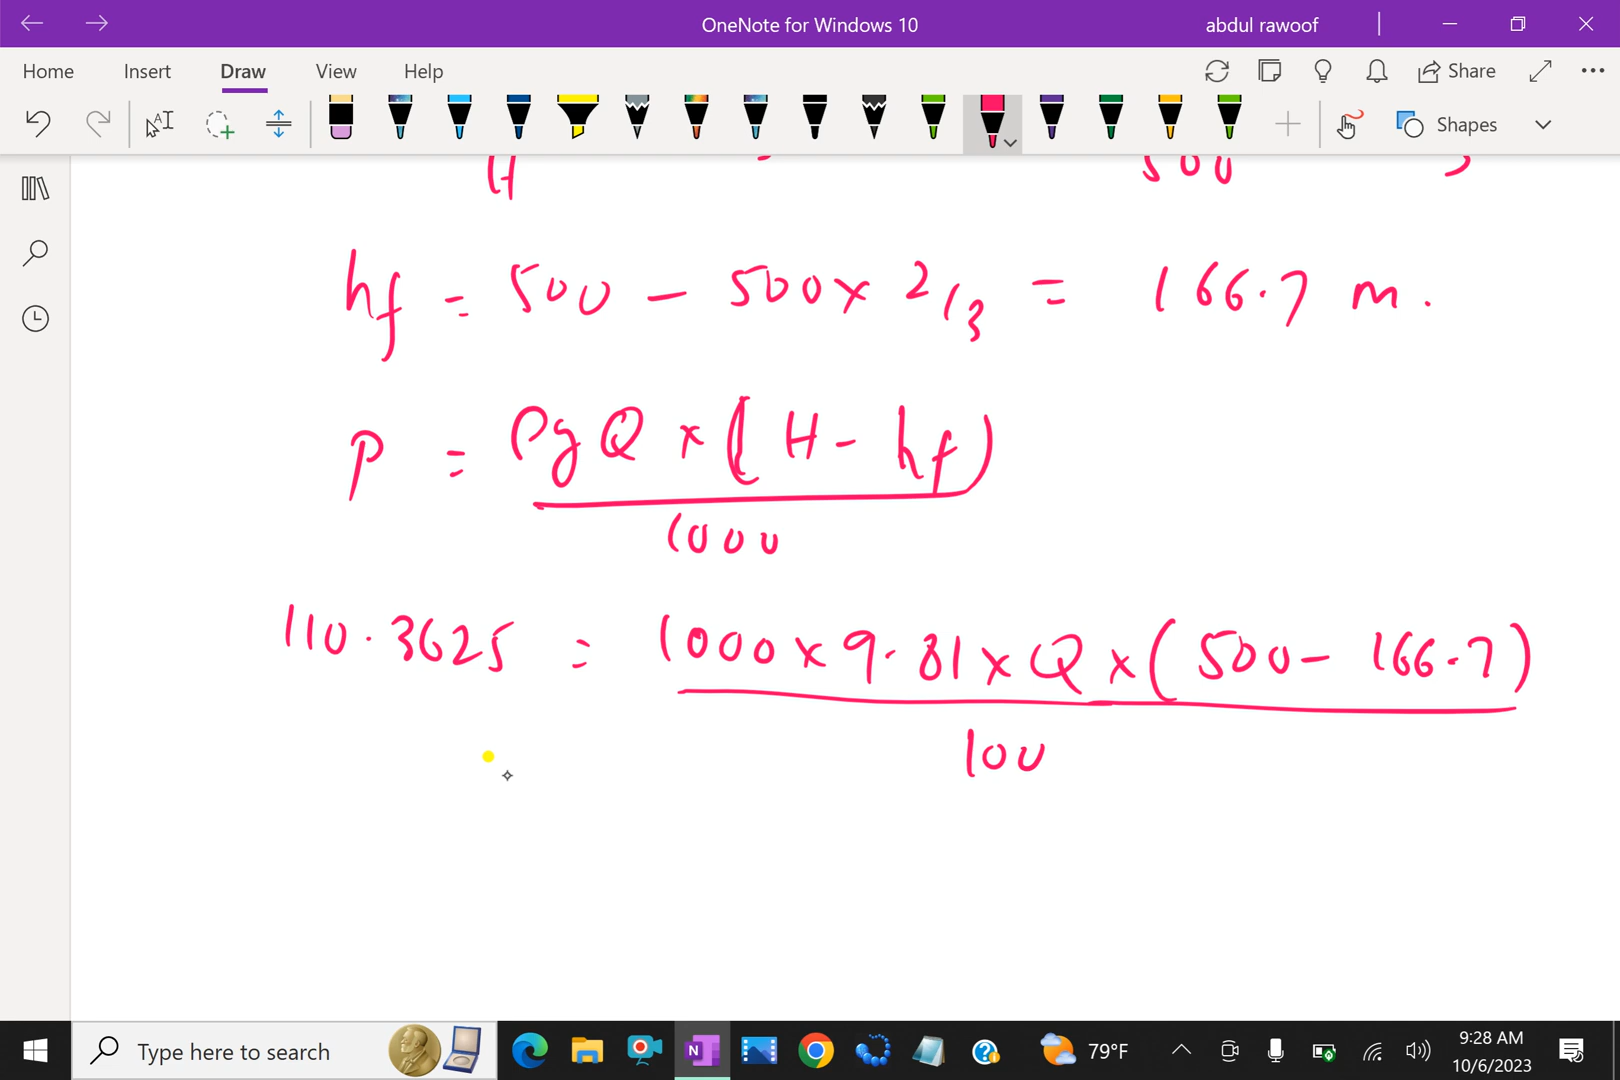 OneNote for Windows 10 abdul rawoof
Home Insert Draw View Help Share
Shapes
H 500 3
hf = 500 - 500 x 2/3 = 166.7 m.
P = ρgQ x (H - hf)
1000
110.3625 = 1000 x 9.81 x Q x (500 - 166.7)
100
Type here to search 79°F 9:28 AM
10/6/2023